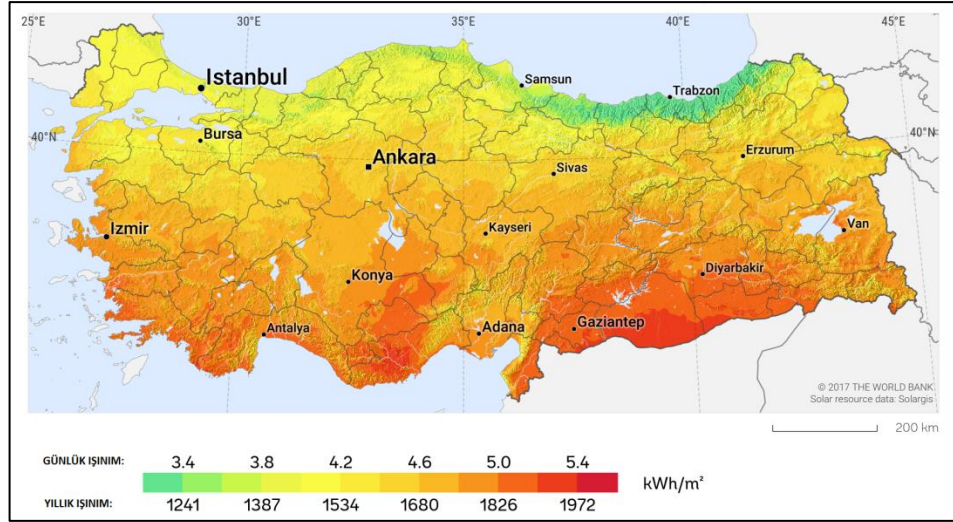 25°E 30°E 35°E 40°E 45°E
Istanbul
Samsun
Trabzon
Bursa
40°N
40°N
Ankara
Erzurum
Sivas
Izmir
Kayseri
Van
Konya
Diyarbakir
Antalya
Adana
Gaziantep
© 2017 THE WORLD BANK
Solar resource data: Solargis
200 km
GÜNLÜK IŞINIM: 3.4 3.8 4.2 4.6 5.0 5.4
kWh/m²
YILLIK IŞINIM: 1241 1387 1534 1680 1826 1972